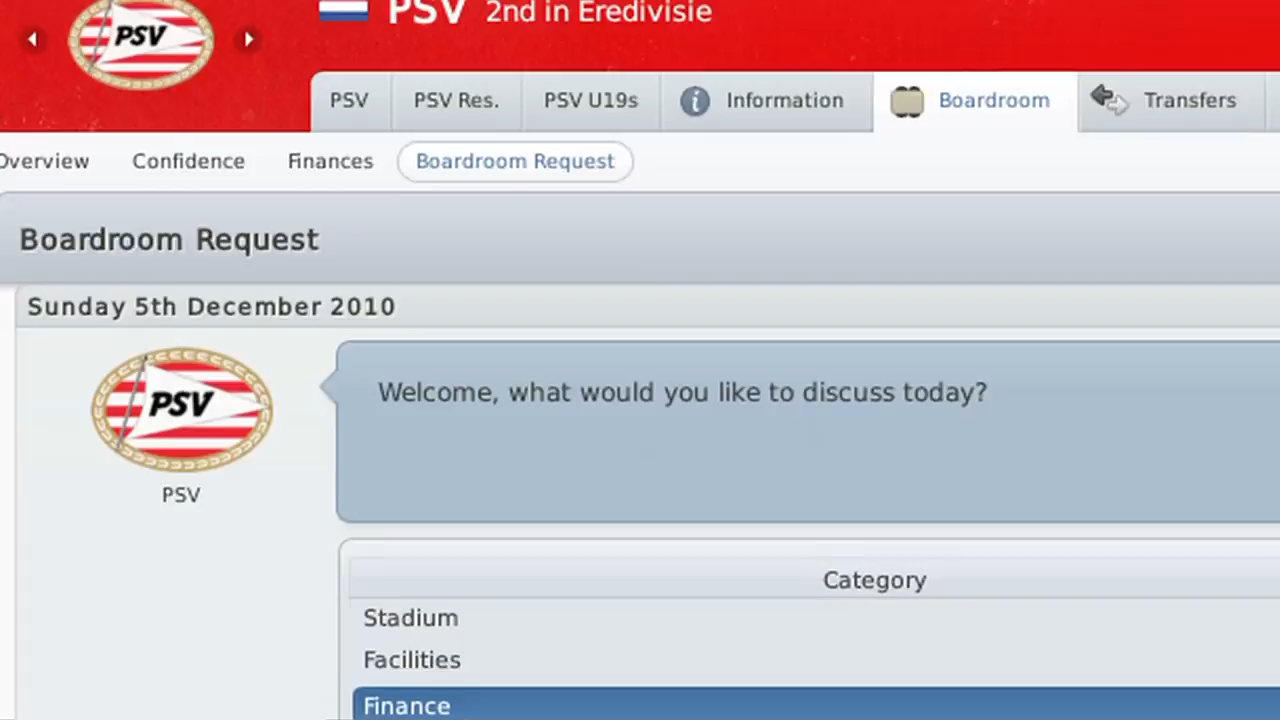 PSV 2nd in Eredivisie
PSV
PSV PSV Res. PSV U19s Information Boardroom Transfers
Overview Confidence Finances Boardroom Request
Boardroom Request
Sunday 5th December 2010
PSV
Welcome, what would you like to discuss today?
PSV
Category
Stadium
Facilities
Finance